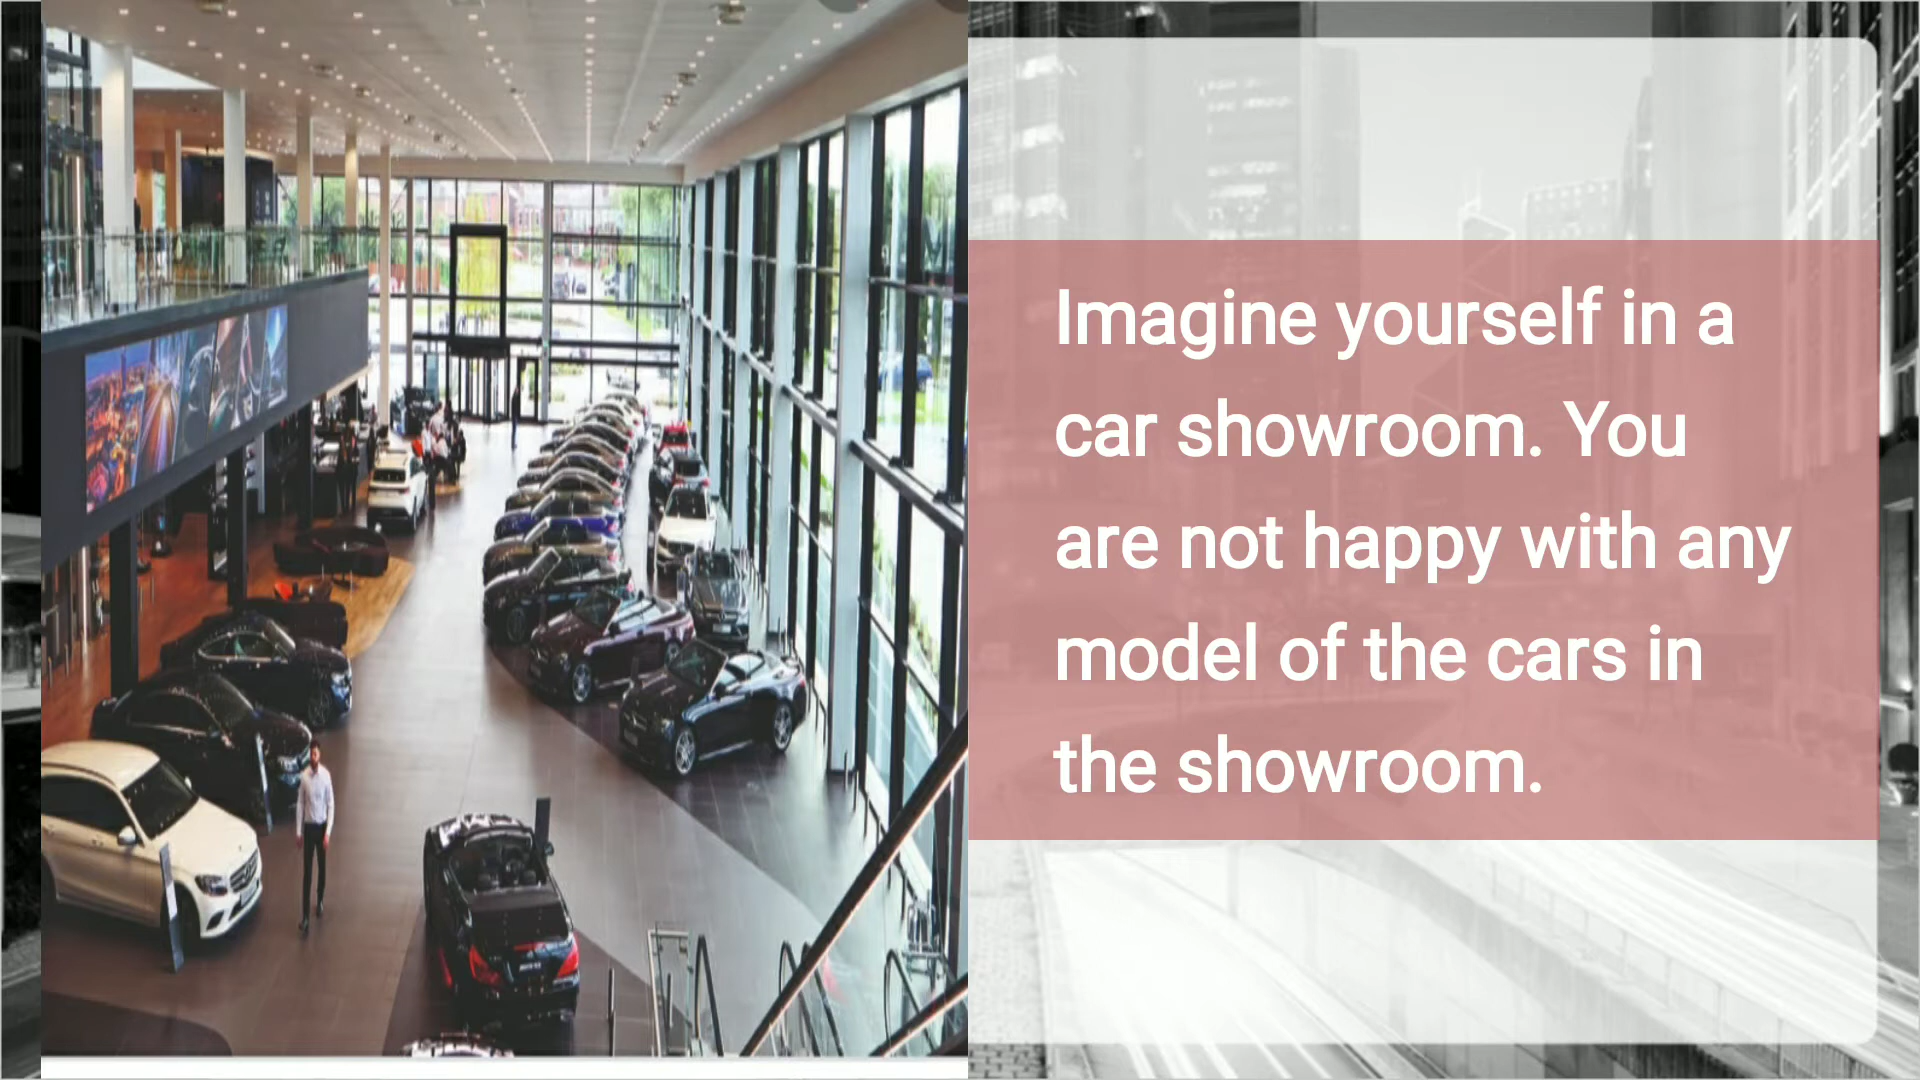 Imagine yourself in a
car showroom. You
are not happy with any
model of the cars in
the showroom.